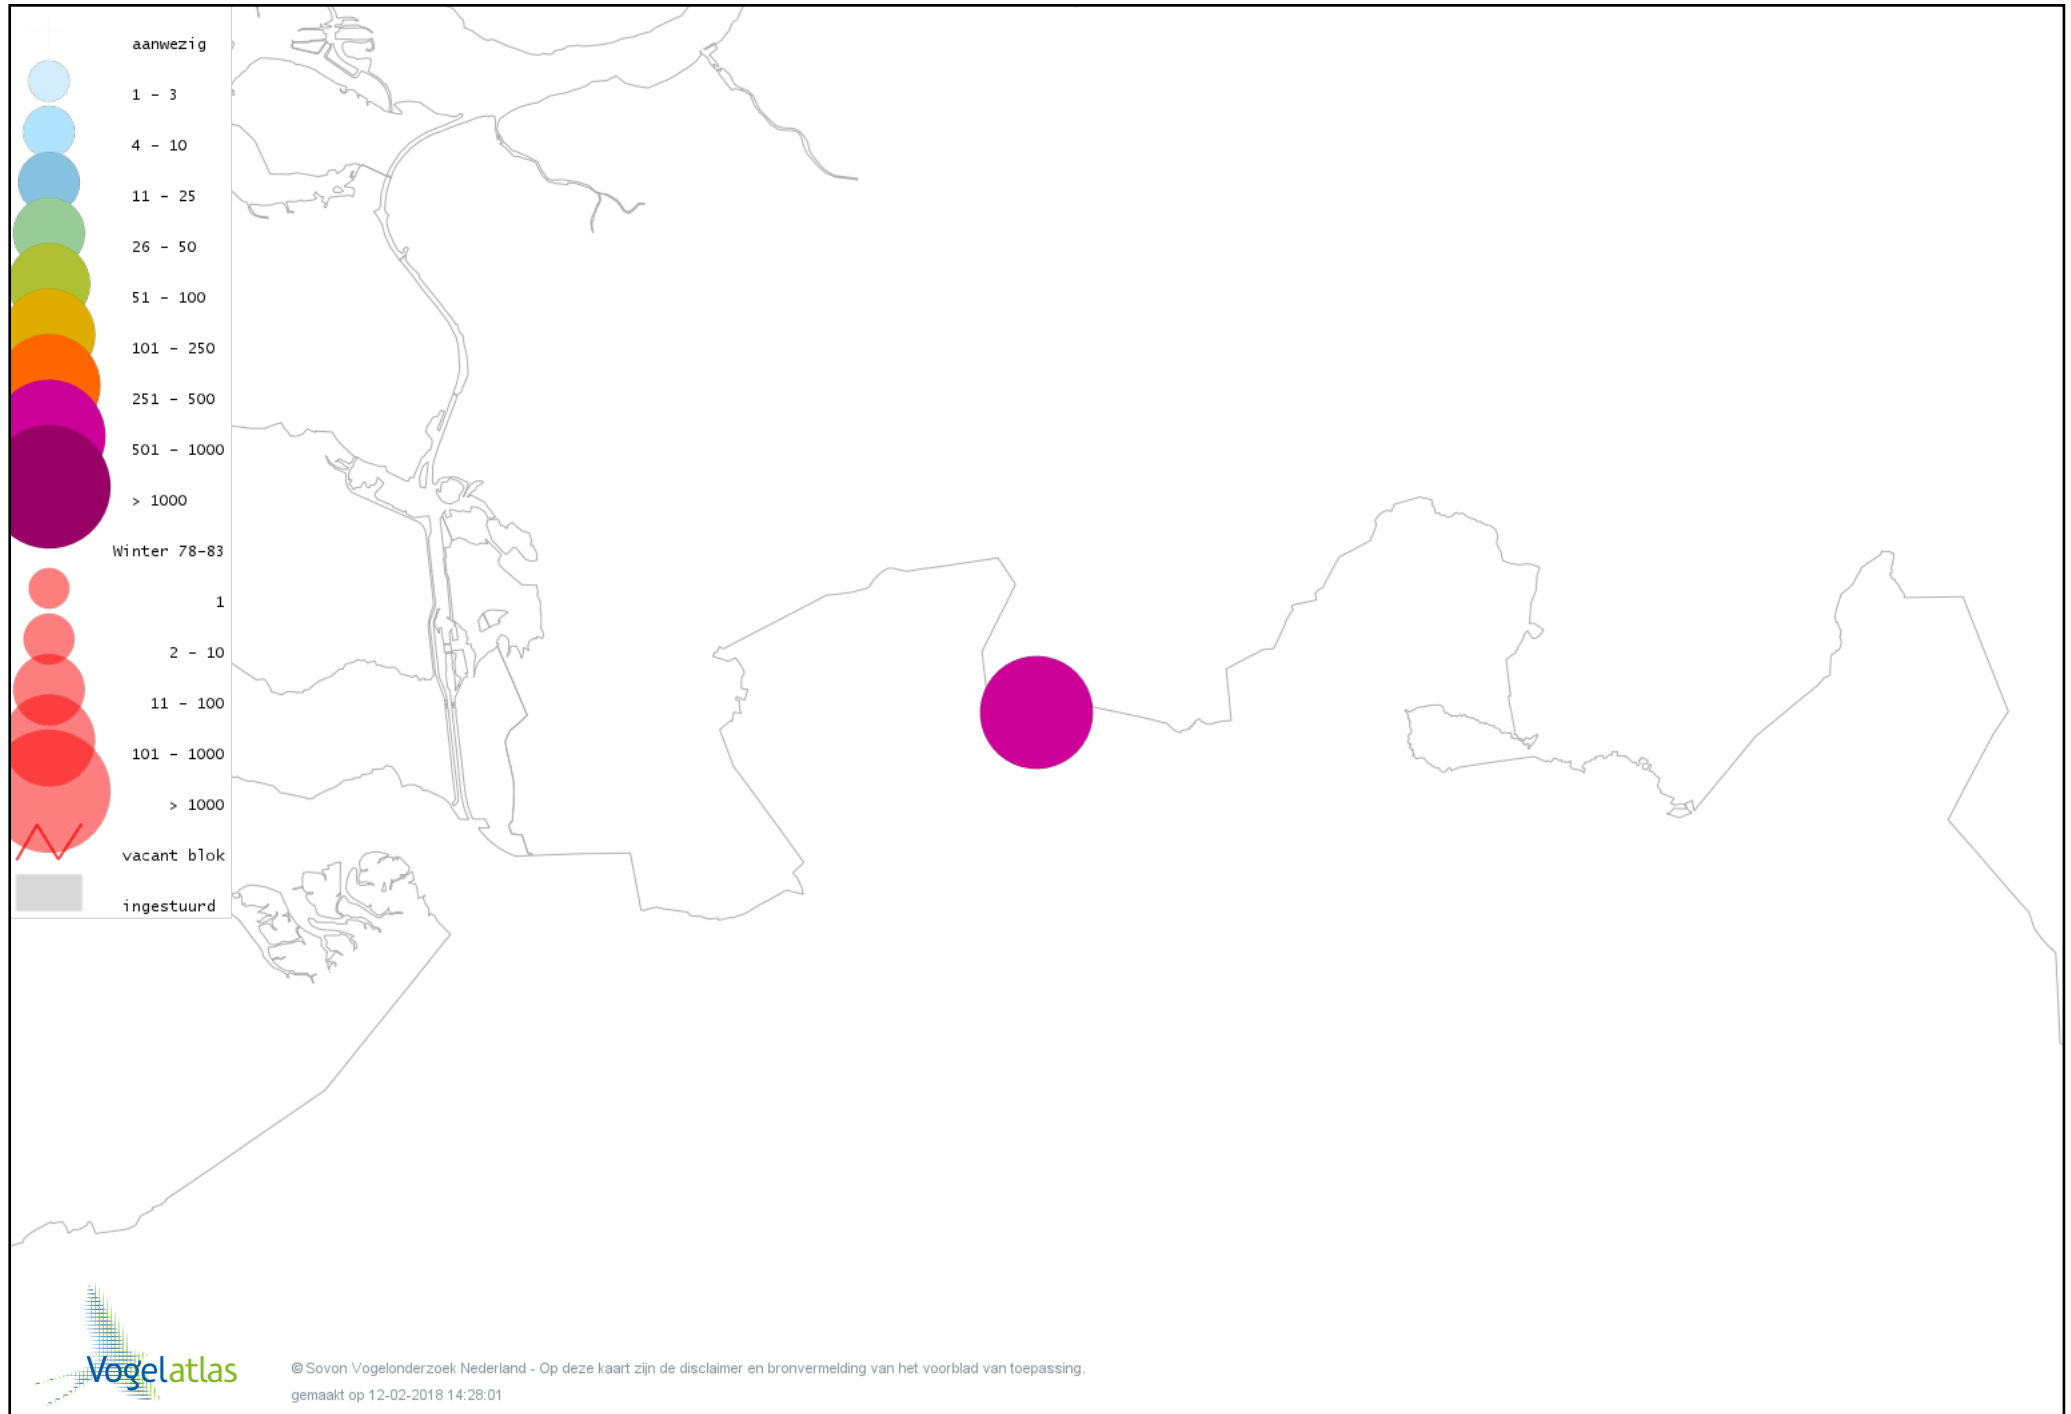 aanwezig
1 - 3
4 - 10
11 - 25
26 - 50
51 - 100
101 - 250
251 - 500
501 - 1000
> 1000
Winter 78-83
1
2 - 10
11 - 100
101 - 1000
> 1000
vacant blok
ingestuurd
Vogelatlas
© Sovon Vogelonderzoek Nederland - Op deze kaart zijn de disclaimer en bronvermelding van het voorblad van toepassing.
gemaakt op 12-02-2018 14:28:01